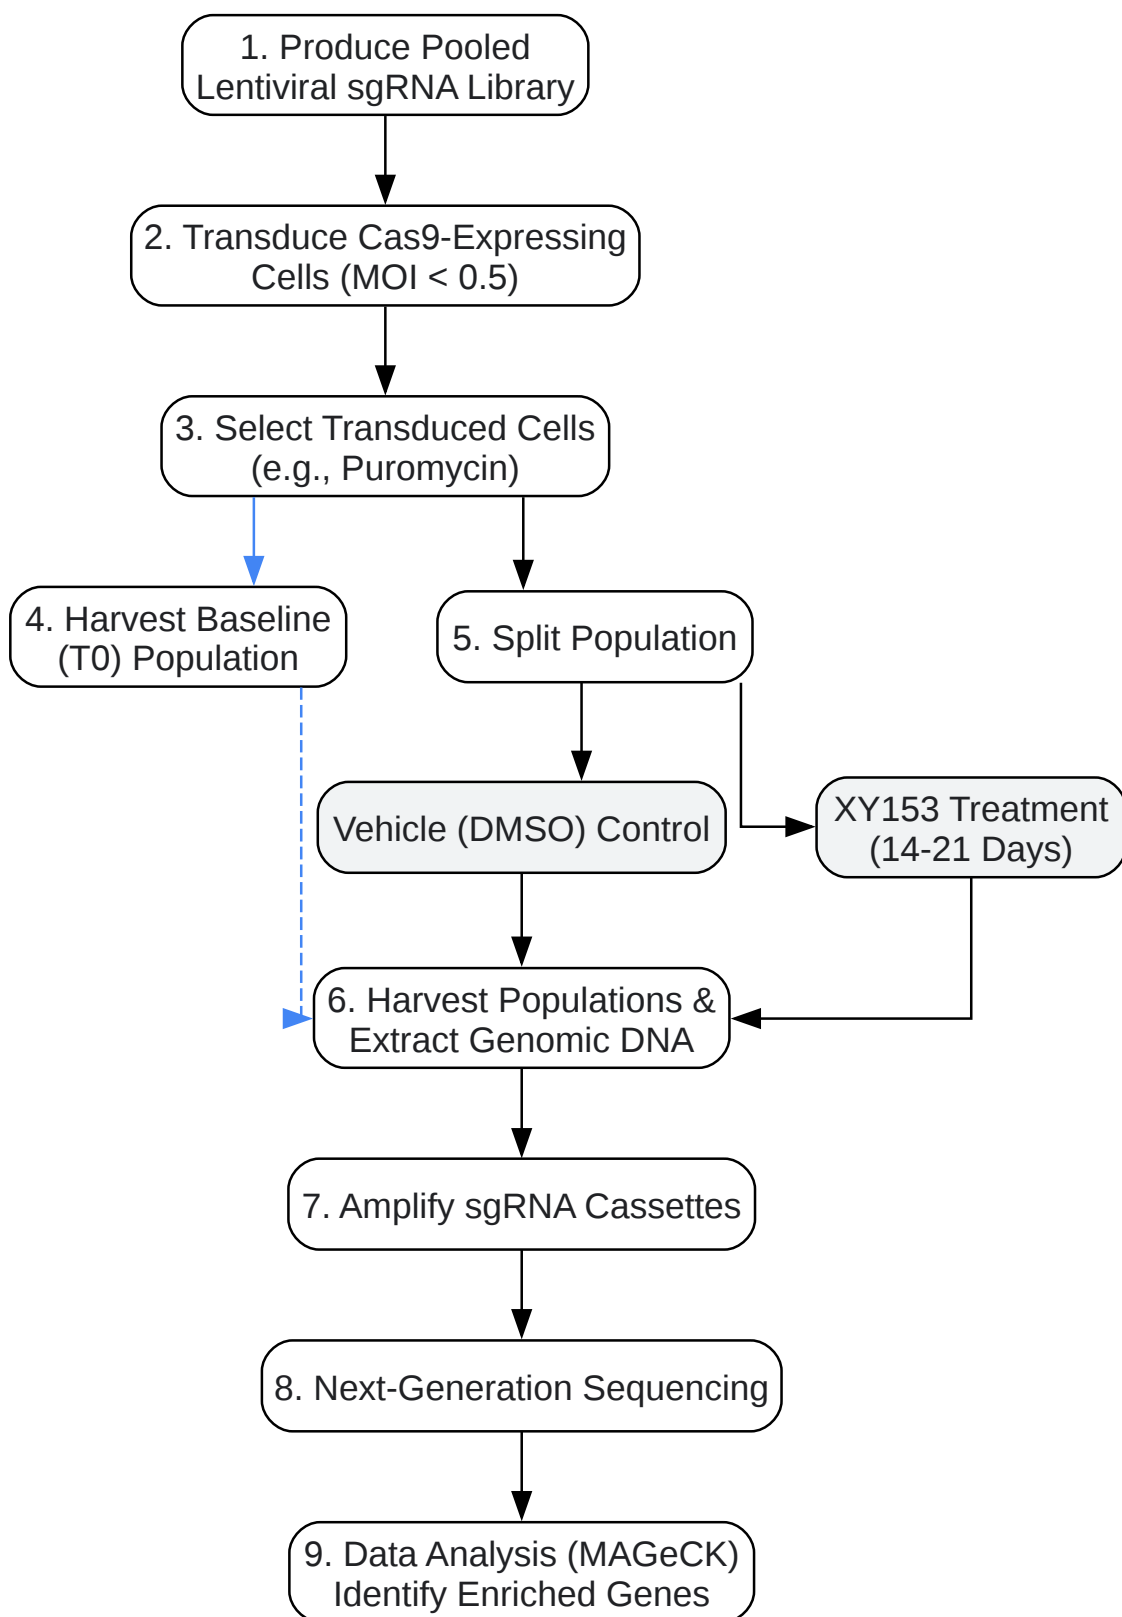 1. Produce Pooled
Lentiviral sgRNA Library
2. Transduce Cas9-Expressing
Cells (MOI < 0.5)
3. Select Transduced Cells
(e.g., Puromycin)
4. Harvest Baseline
(T0) Population
5. Split Population
Vehicle (DMSO) Control
XY153 Treatment
(14-21 Days)
6. Harvest Populations &
Extract Genomic DNA
7. Amplify sgRNA Cassettes
8. Next-Generation Sequencing
9. Data Analysis (MAGeCK)
Identify Enriched Genes